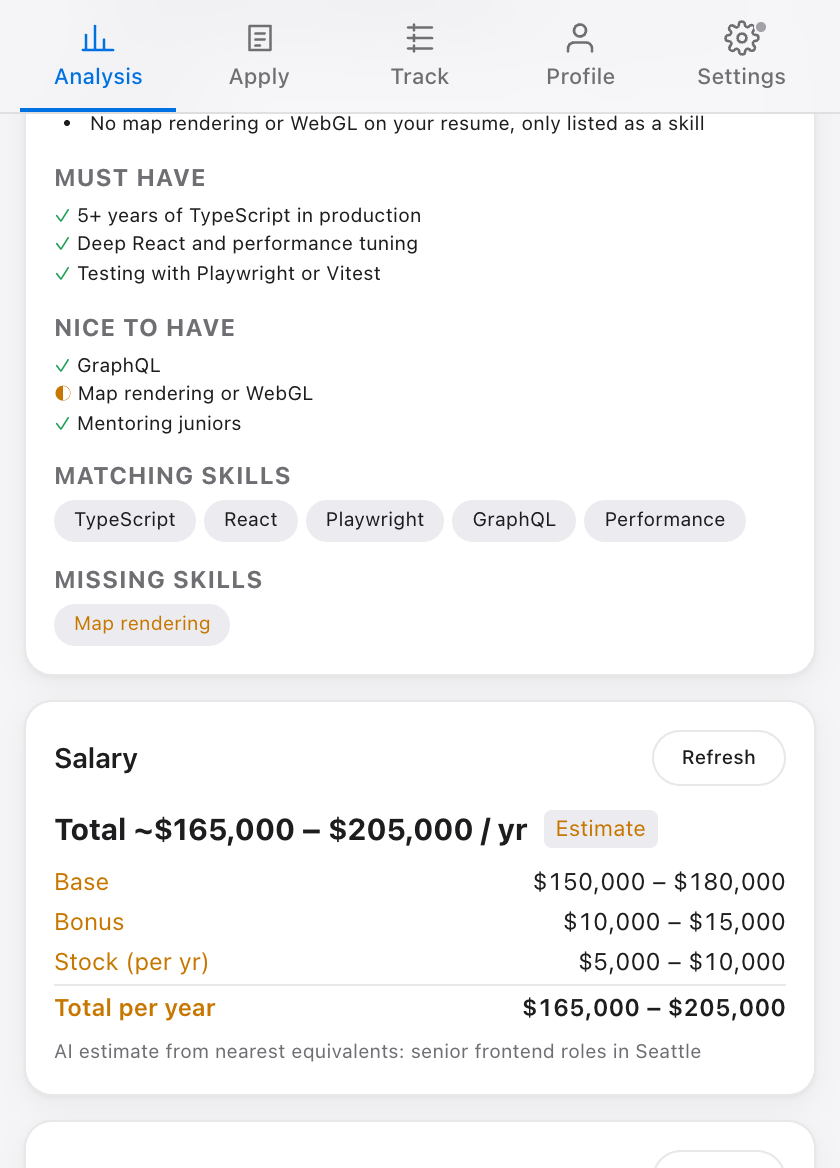 Analysis
Apply
Track
Profile
Settings
• No map rendering or WebGL on your resume, only listed as a skill
MUST HAVE
✓ 5+ years of TypeScript in production
✓ Deep React and performance tuning
✓ Testing with Playwright or Vitest
NICE TO HAVE
✓ GraphQL
◐ Map rendering or WebGL
✓ Mentoring juniors
MATCHING SKILLS
TypeScript React Playwright GraphQL Performance
MISSING SKILLS
Map rendering
Salary
Refresh
Total ~$165,000 – $205,000 / yr Estimate
Base $150,000 – $180,000
Bonus $10,000 – $15,000
Stock (per yr) $5,000 – $10,000
Total per year $165,000 – $205,000
AI estimate from nearest equivalents: senior frontend roles in Seattle